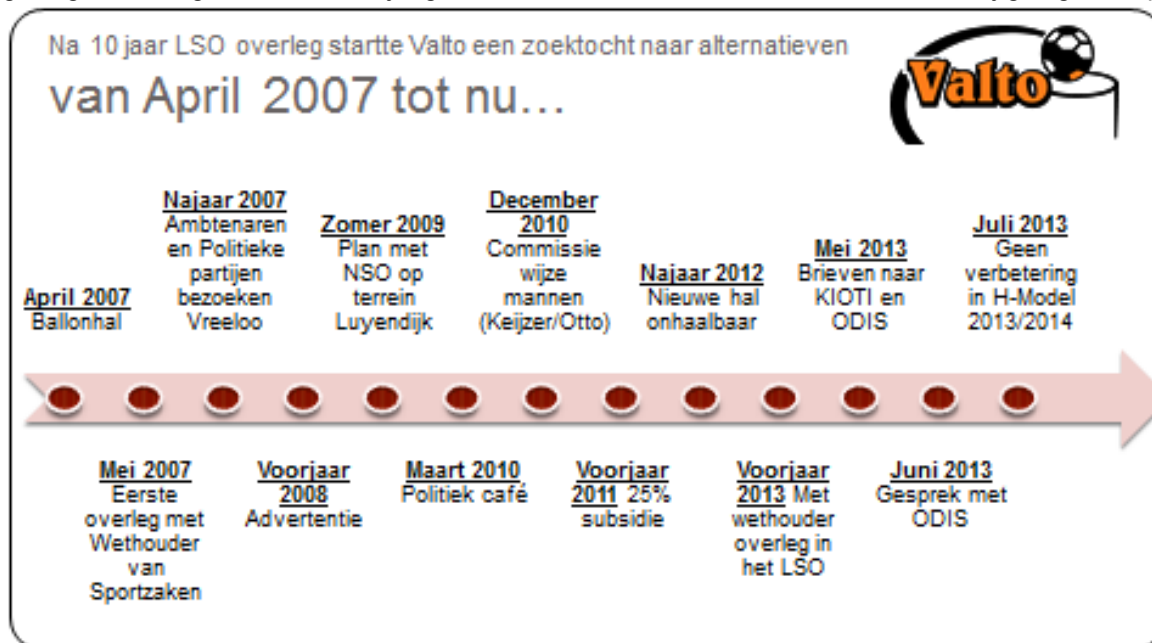 Na 10 jaar LSO overleg startte Valto een zoektocht naar alternatieven
van April 2007 tot nu...
Valto
April 2007
Ballonhal
Najaar 2007
Ambtenaren
en Politieke
partijen
bezoeken
Vreeloo
Zomer 2009
Plan met
NSO op
terrein
Luyendijk
December
2010
Commissie
wijze
mannen
(Keijzer/Otto)
Najaar 2012
Nieuwe hal
onhaalbaar
Mei 2013
Brieven naar
KIOTI en
ODIS
Juli 2013
Geen
verbetering
in H-Model
2013/2014
Mei 2007
Eerste
overleg met
Wethouder
van
Sportzaken
Voorjaar
2008
Advertentie
Maart 2010
Politiek café
Voorjaar
2011 25%
subsidie
Voorjaar
2013 Met
wethouder
overleg in
het LSO
Juni 2013
Gesprek met
ODIS